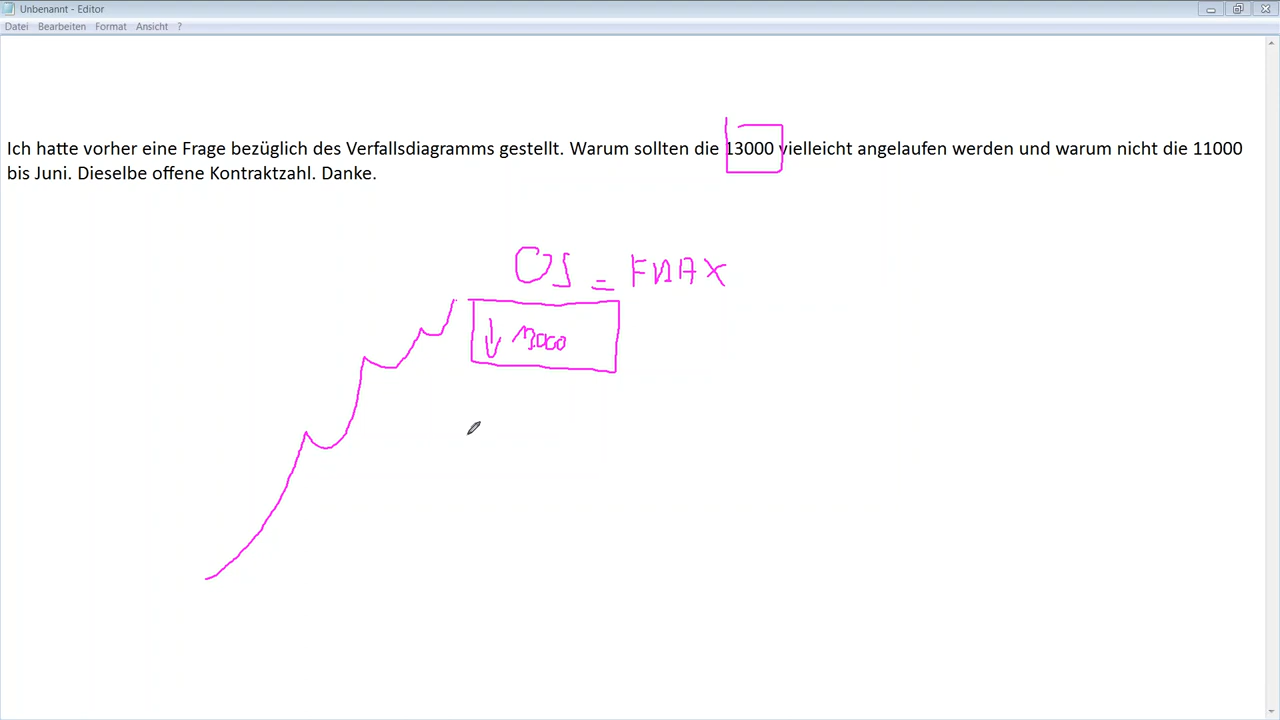 Unbenannt - Editor
Datei Bearbeiten Format Ansicht ?
Ich hatte vorher eine Frage bezüglich des Verfallsdiagramms gestellt. Warum sollten die 13000 vielleicht angelaufen werden und warum nicht die 11000
bis Juni. Dieselbe offene Kontraktzahl. Danke.
OS = FDAX
↓ 13000